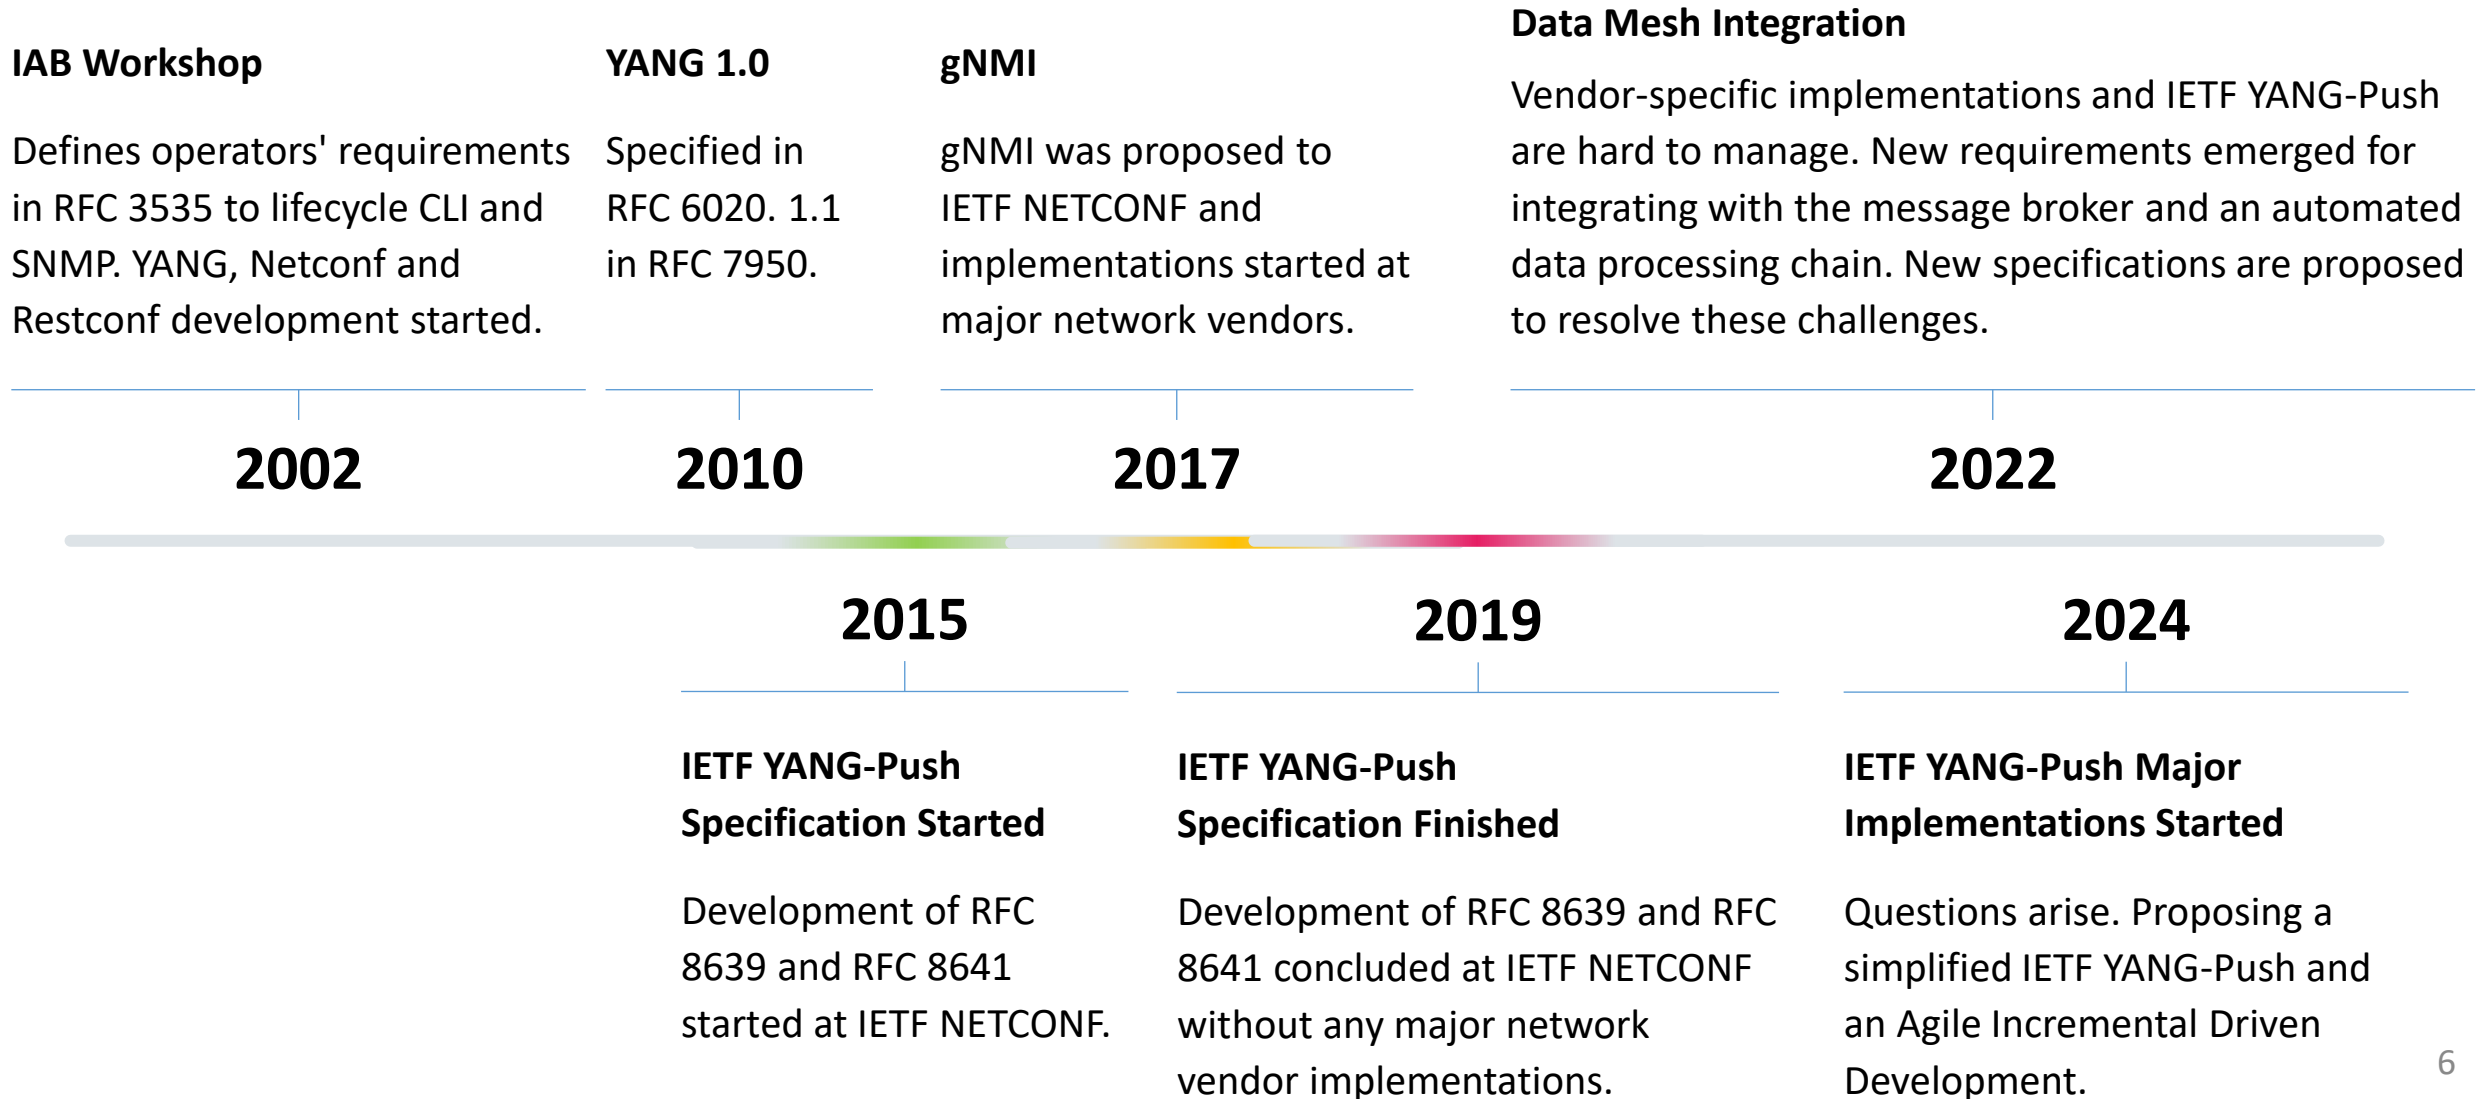 IAB Workshop
Defines operators' requirements
in RFC 3535 to lifecycle CLI and
SNMP. YANG, Netconf and
Restconf development started.
2002
YANG 1.0
Specified in
RFC 6020. 1.1
in RFC 7950.
2010
gNMI
gNMI was proposed to
IETF NETCONF and
implementations started at
major network vendors.
2017
Data Mesh Integration
Vendor-specific implementations and IETF YANG-Push
are hard to manage. New requirements emerged for
integrating with the message broker and an automated
data processing chain. New specifications are proposed
to resolve these challenges.
2022
2015
IETF YANG-Push
Specification Started
Development of RFC
8639 and RFC 8641
started at IETF NETCONF.
2019
IETF YANG-Push
Specification Finished
Development of RFC 8639 and RFC
8641 concluded at IETF NETCONF
without any major network
vendor implementations.
2024
IETF YANG-Push Major
Implementations Started
Questions arise. Proposing a
simplified IETF YANG-Push and
an Agile Incremental Driven
Development.
6